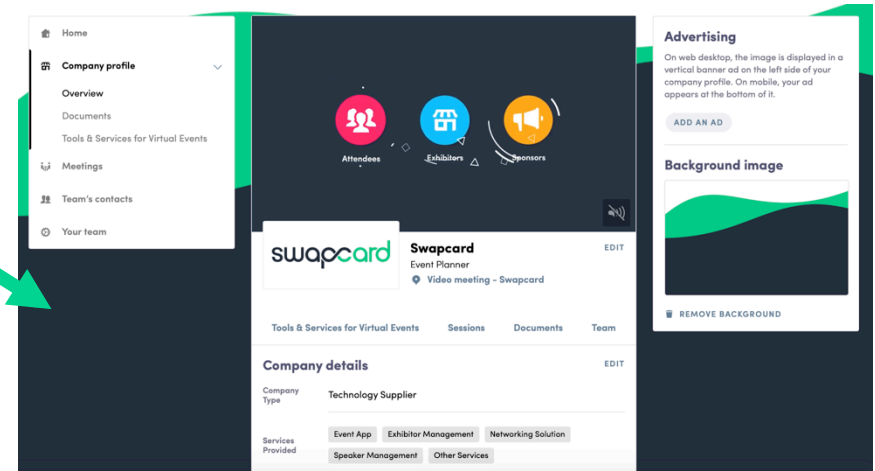 Home
Company profile
Overview
Documents
Tools & Services for Virtual Events
Meetings
Team's contacts
Your team
Attendees
Exhibitors
Sponsors
swapcard
Swapcard
EDIT
Event Planner
Video meeting - Swapcard
Tools & Services for Virtual Events Sessions Documents Team
Company details
EDIT
Company
Type
Technology Supplier
Services
Provided
Event App Exhibitor Management Networking Solution
Speaker Management Other Services
Advertising
On web desktop, the image is displayed in a
vertical banner ad on the left side of your
company profile. On mobile, your ad
appears at the bottom of it.
ADD AN AD
Background image
REMOVE BACKGROUND